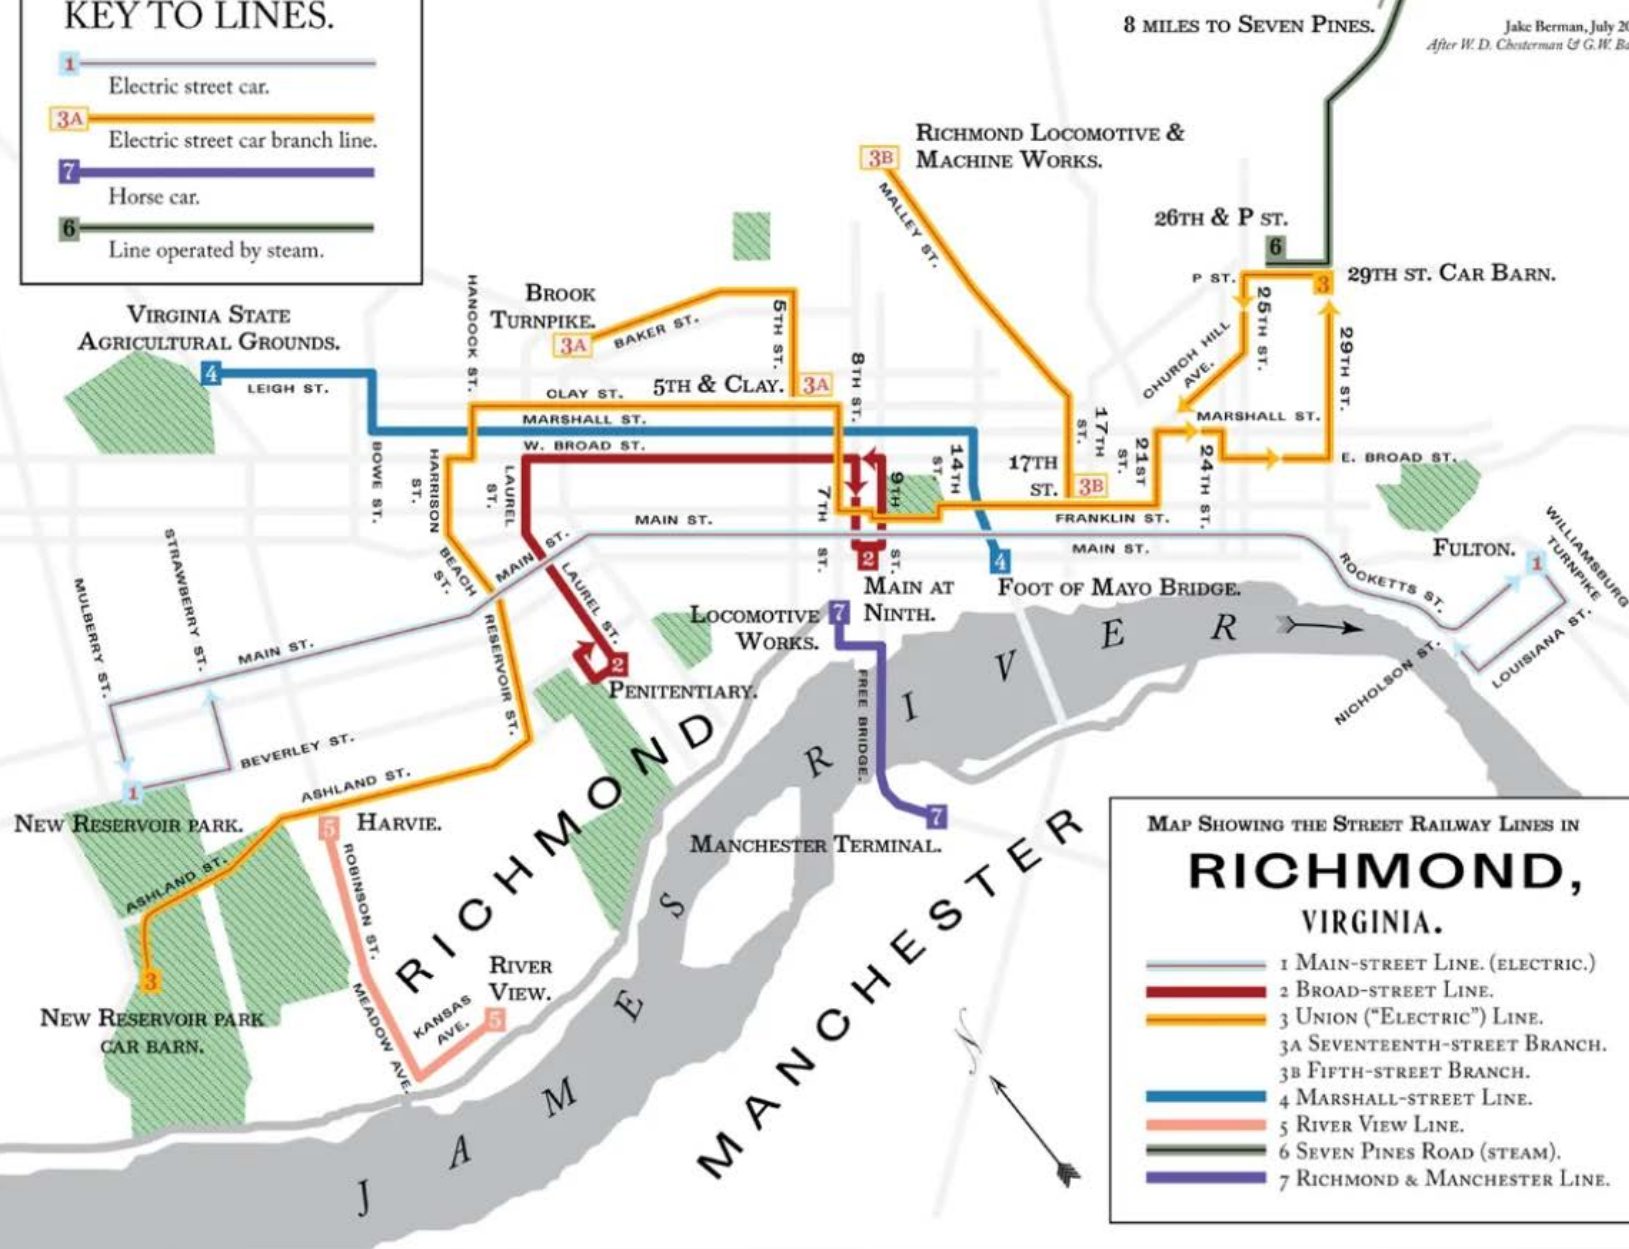 KEY TO LINES.
1
Electric street car.
3A
Electric street car branch line.
7
Horse car.
6
Line operated by steam.
8 MILES TO SEVEN PINES.
Jake Berman, July
After W. D. Chesterman & G.W.
3B
RICHMOND LOCOMOTIVE &
MACHINE WORKS.
MALLEY ST.
26TH & P ST.
6
P ST.
3
29TH ST. CAR BARN.
25TH ST.
29TH ST.
CHURCH HILL
AVE.
MARSHALL ST.
E. BROAD ST.
24TH ST.
21ST
ST.
17TH
ST.
17TH
ST.
3B
VIRGINIA STATE
AGRICULTURAL GROUNDS.
4
LEIGH ST.
HANCOCK ST.
BROOK
TURNPIKE.
3A
BAKER ST.
5TH ST.
5TH & CLAY.
3A
8TH ST.
CLAY ST.
MARSHALL ST.
W. BROAD ST.
BOWE ST.
HARRISON
ST.
LAUREL
ST.
7TH
ST.
9TH
ST.
14TH
ST.
FRANKLIN ST.
MAIN ST.
MAIN ST.
2
MAIN AT
NINTH.
4
FOOT OF MAYO BRIDGE.
FULTON.
1
WILLIAMSBURG
TURNPIKE
ROCKETTS ST.
LOUISIANA ST.
NICHOLSON ST.
MULBERRY ST.
STRAWBERRY ST.
MAIN ST.
MAIN ST.
BEACH
ST.
LAUREL ST.
RESERVOIR ST.
2
PENITENTIARY.
LOCOMOTIVE
WORKS.
7
FREE BRIDGE.
7
MANCHESTER TERMINAL.
BEVERLEY ST.
1
NEW RESERVOIR PARK.
ASHLAND ST.
ASHLAND ST.
5
HARVIE.
ROBINSON ST.
MEADOW AVE.
KANSAS
AVE.
RIVER
VIEW.
5
3
NEW RESERVOIR PARK
CAR BARN.
RICHMOND
MANCHESTER
JAMES RIVER
MAP SHOWING THE STREET RAILWAY LINES IN
RICHMOND,
VIRGINIA.
1 MAIN-STREET LINE. (ELECTRIC.)
2 BROAD-STREET LINE.
3 UNION (“ELECTRIC”) LINE.
3A SEVENTEENTH-STREET BRANCH.
3B FIFTH-STREET BRANCH.
4 MARSHALL-STREET LINE.
5 RIVER VIEW LINE.
6 SEVEN PINES ROAD (STEAM).
7 RICHMOND & MANCHESTER LINE.